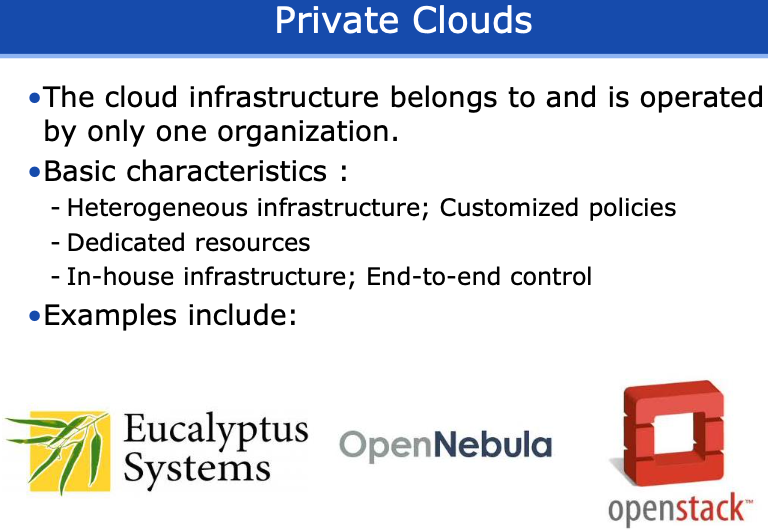 Private Clouds
•The cloud infrastructure belongs to and is operated
by only one organization.
•Basic characteristics :
- Heterogeneous infrastructure; Customized policies
- Dedicated resources
- In-house infrastructure; End-to-end control
•Examples include:
Eucalyptus
Systems
OpenNebula
openstack™